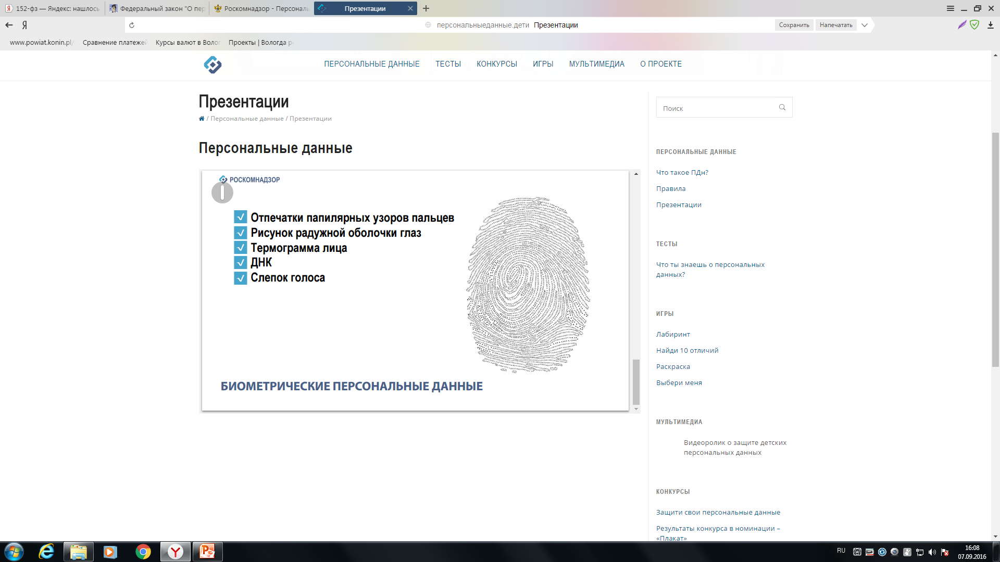 152-фз — Яндекс: нашлось
Федеральный закон "О пер
Роскомнадзор - Персональ
Презентации
Я
персональныеданные.дети Презентации
Сохранить
Напечатать
www.powiat.konin.pl/
Сравнение платежей
Курсы валют в Волог
Проекты | Вологда р
ПЕРСОНАЛЬНЫЕ ДАННЫЕ
ТЕСТЫ
КОНКУРСЫ
ИГРЫ
МУЛЬТИМЕДИА
О ПРОЕКТЕ
Презентации
/ Персональные данные / Презентации
Персональные данные
РОСКОМНАДЗОР
Отпечатки папилярных узоров пальцев
Рисунок радужной оболочки глаз
Термограмма лица
ДНК
Слепок голоса
БИОМЕТРИЧЕСКИЕ ПЕРСОНАЛЬНЫЕ ДАННЫЕ
Поиск
ПЕРСОНАЛЬНЫЕ ДАННЫЕ
Что такое ПДн?
Правила
Презентации
ТЕСТЫ
Что ты знаешь о персональных
данных?
ИГРЫ
Лабиринт
Найди 10 отличий
Раскраска
Выбери меня
МУЛЬТИМЕДИА
Видеоролик о защите детских
персональных данных
КОНКУРСЫ
Защити свои персональные данные
Результаты конкурса в номинации –
«Плакат»
RU
16:08
07.09.2016